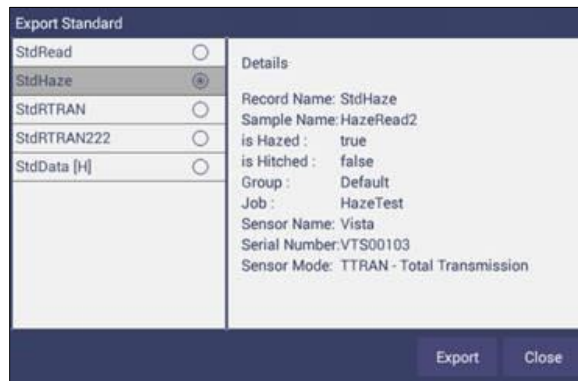 Export Standard
StdRead
StdHaze
StdRTRAN
StdRTRAN222
StdData [H]
Details
Record Name: StdHaze
Sample Name: HazeRead2
is Hazed : true
is Hitched : false
Group : Default
Job : HazeTest
Sensor Name: Vista
Serial Number:VTS00103
Sensor Mode: TTRAN - Total Transmission
Export Close